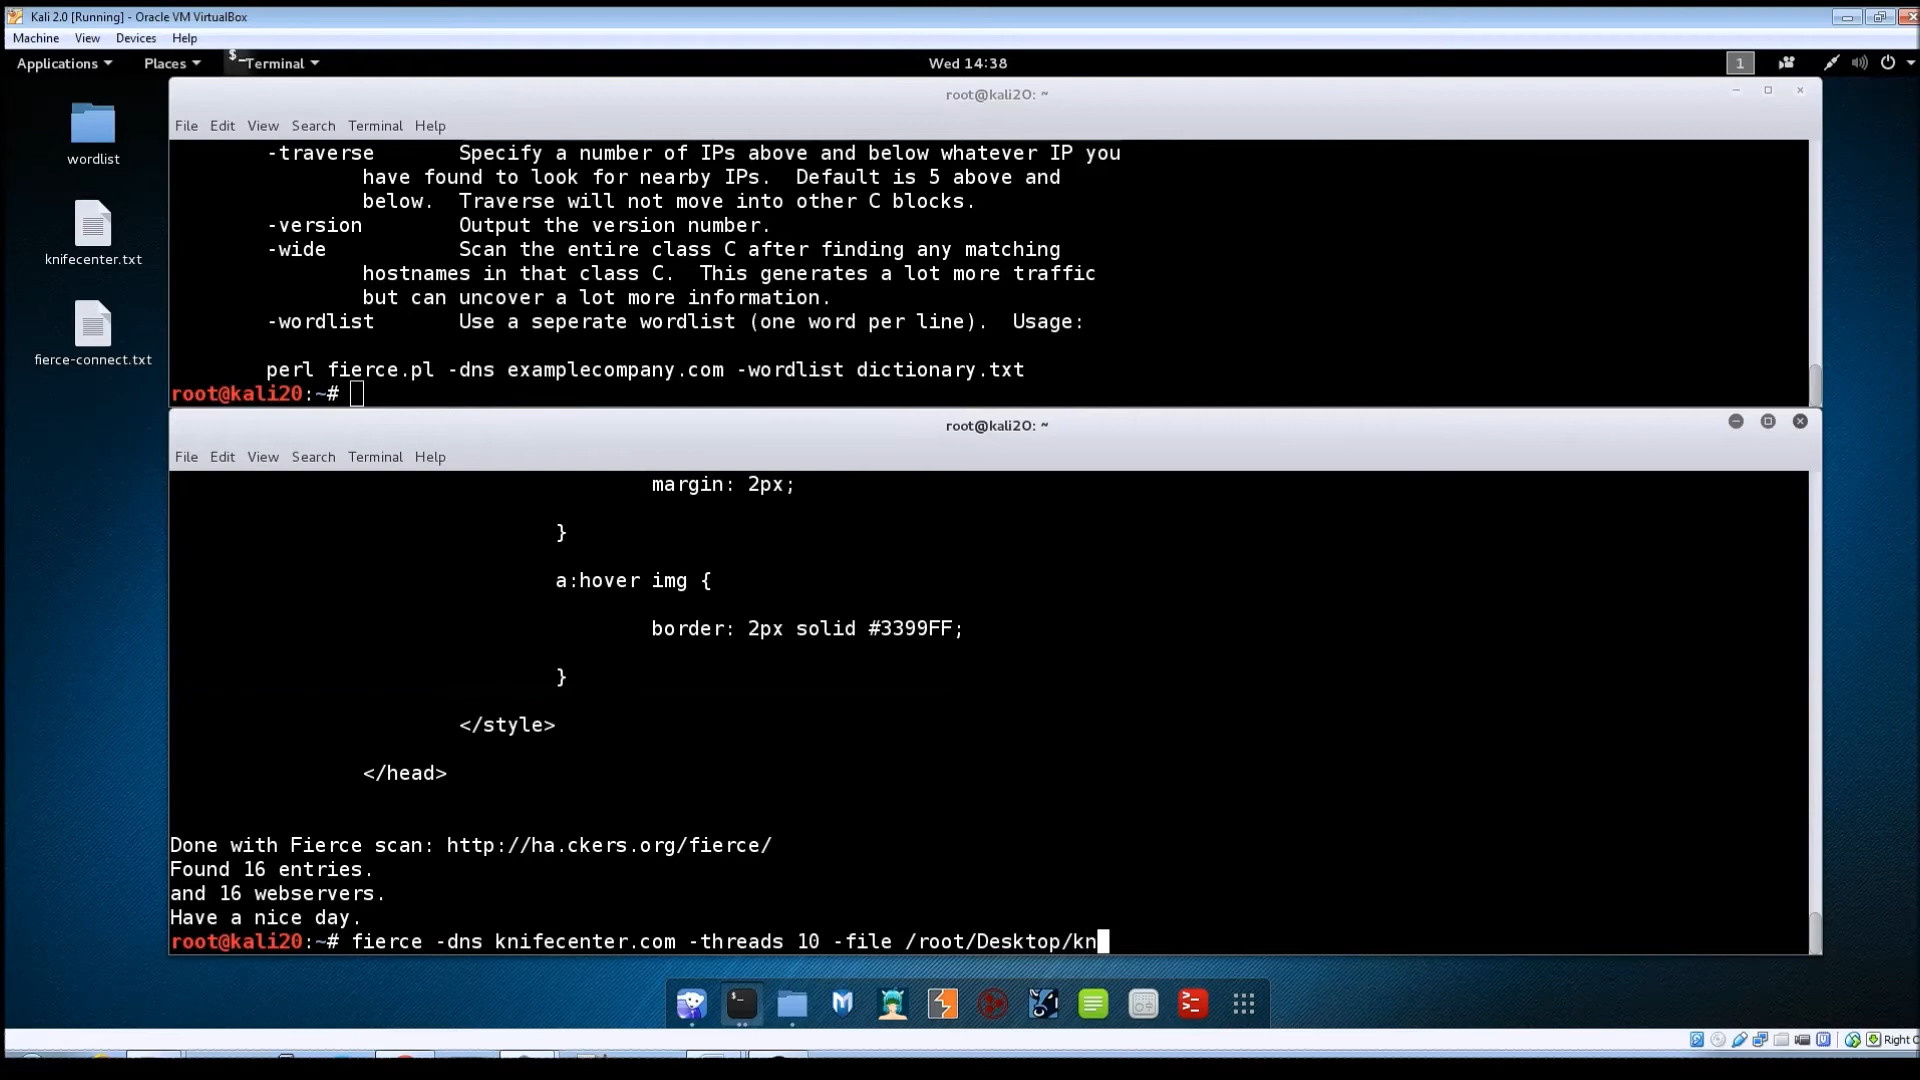 Kali 2.0 [Running] - Oracle VM VirtualBox
Machine View Devices Help
Applications Places Terminal Wed 14:38 1
root@kali20: ~
File Edit View Search Terminal Help
wordlist
knifecenter.txt
fierce-connect.txt
-traverse Specify a number of IPs above and below whatever IP you
have found to look for nearby IPs. Default is 5 above and
below. Traverse will not move into other C blocks.
-version Output the version number.
-wide Scan the entire class C after finding any matching
hostnames in that class C. This generates a lot more traffic
but can uncover a lot more information.
-wordlist Use a seperate wordlist (one word per line). Usage:
perl fierce.pl -dns examplecompany.com -wordlist dictionary.txt
root@kali20:~#
root@kali20: ~
File Edit View Search Terminal Help
margin: 2px;
}
a:hover img {
border: 2px solid #3399FF;
}
</style>
</head>
Done with Fierce scan: http://ha.ckers.org/fierce/
Found 16 entries.
and 16 webservers.
Have a nice day.
root@kali20:~# fierce -dns knifecenter.com -threads 10 -file /root/Desktop/kn
Right C